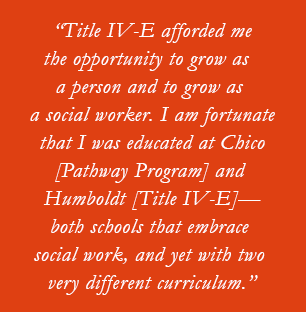 “Title IV-E afforded me
the opportunity to grow as
a person and to grow as
a social worker. I am fortunate
that I was educated at Chico
[Pathway Program] and
Humboldt [Title IV-E]—
both schools that embrace
social work, and yet with two
very different curriculum.”